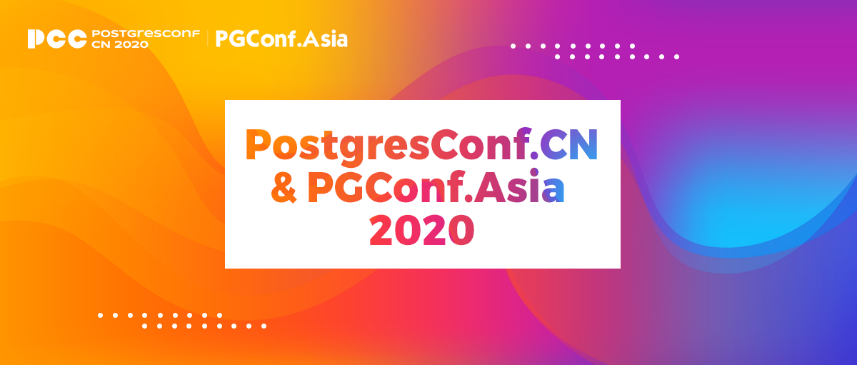 PCC POSTGRESCONF CN 2020 | PGConf.Asia
PostgresConf.CN
& PGConf.Asia
2020